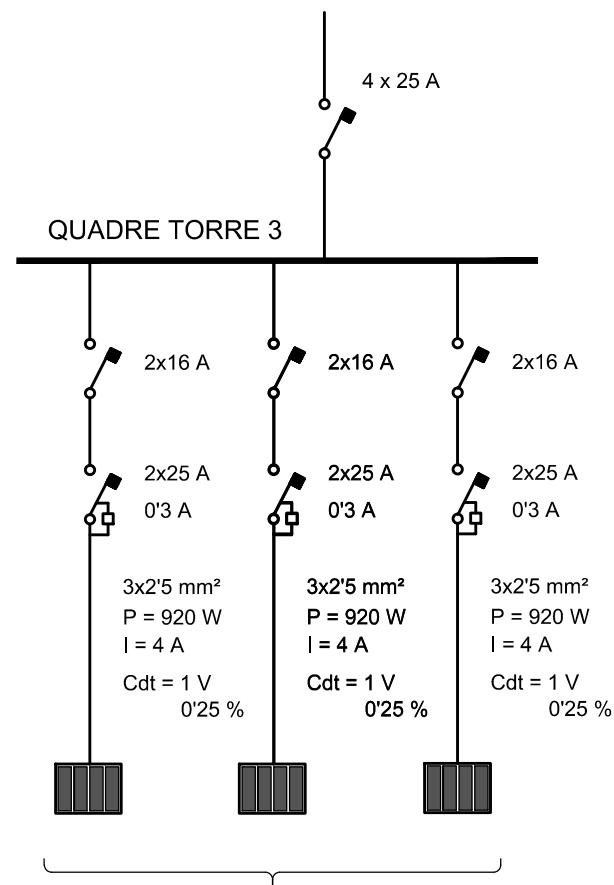 4 x 25 A
QUADRE TORRE 3
2x16 A
2x16 A
2x16 A
2x25 A
0'3 A
2x25 A
0'3 A
2x25 A
0'3 A
3x2'5 mm²
P = 920 W
I = 4 A
Cdt = 1 V
0'25 %
3x2'5 mm²
P = 920 W
I = 4 A
Cdt = 1 V
0'25 %
3x2'5 mm²
P = 920 W
I = 4 A
Cdt = 1 V
0'25 %